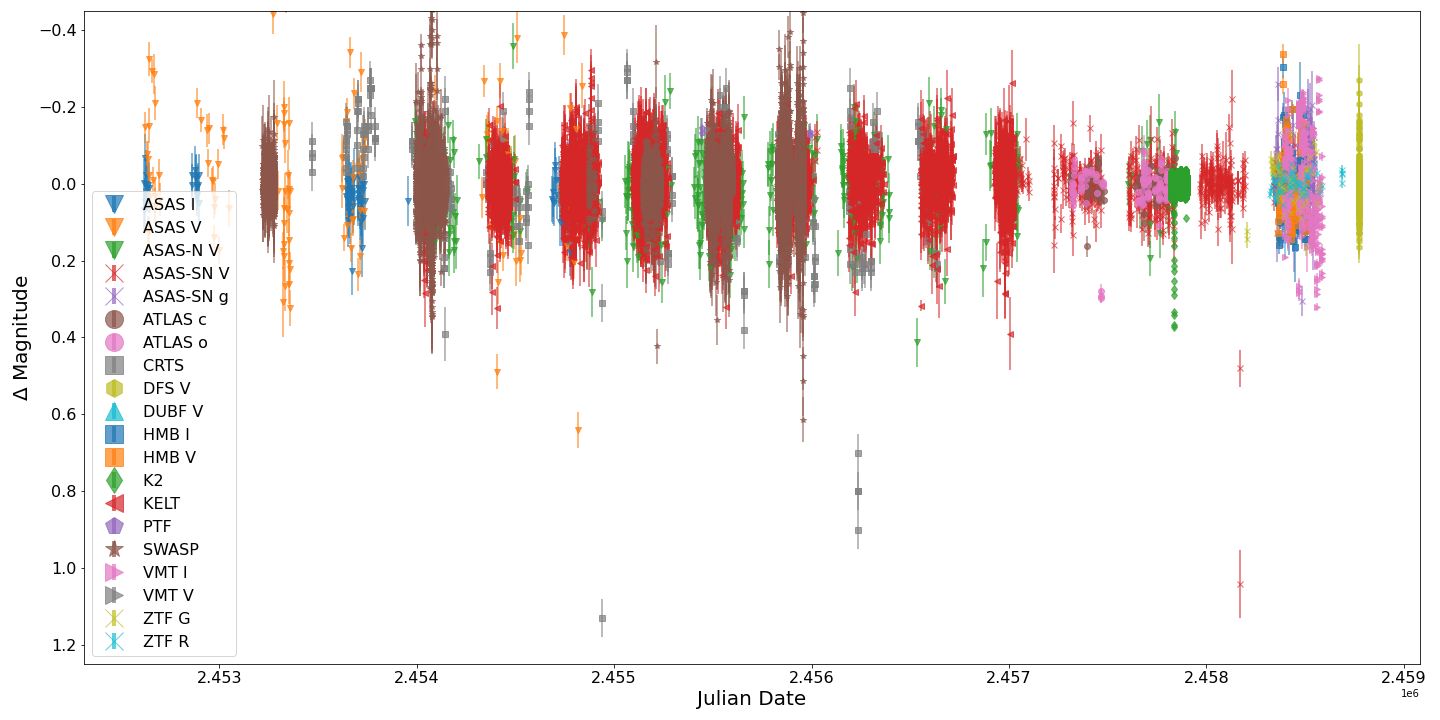 −0.4
−0.2
0.0
0.2
0.4
0.6
0.8
1.0
1.2
Δ Magnitude
ASAS I
ASAS V
ASAS-N V
ASAS-SN V
ASAS-SN g
ATLAS c
ATLAS o
CRTS
DFS V
DUBF V
HMB I
HMB V
K2
KELT
PTF
SWASP
VMT I
VMT V
ZTF G
ZTF R
2.453 2.454 2.455 2.456 2.457 2.458 2.459
1e6
Julian Date